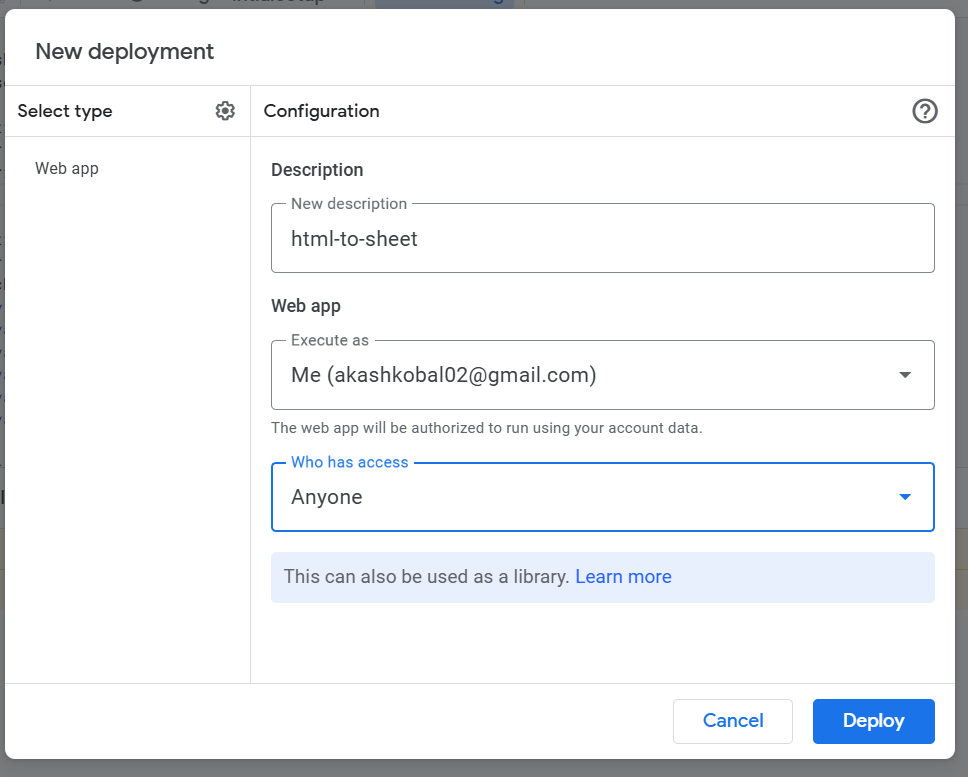 New deployment
Select type
Configuration
Web app
Description
New description
html-to-sheet
Web app
Execute as
Me (akashkobal02@gmail.com)
The web app will be authorized to run using your account data.
Who has access
Anyone
This can also be used as a library. Learn more
Cancel
Deploy